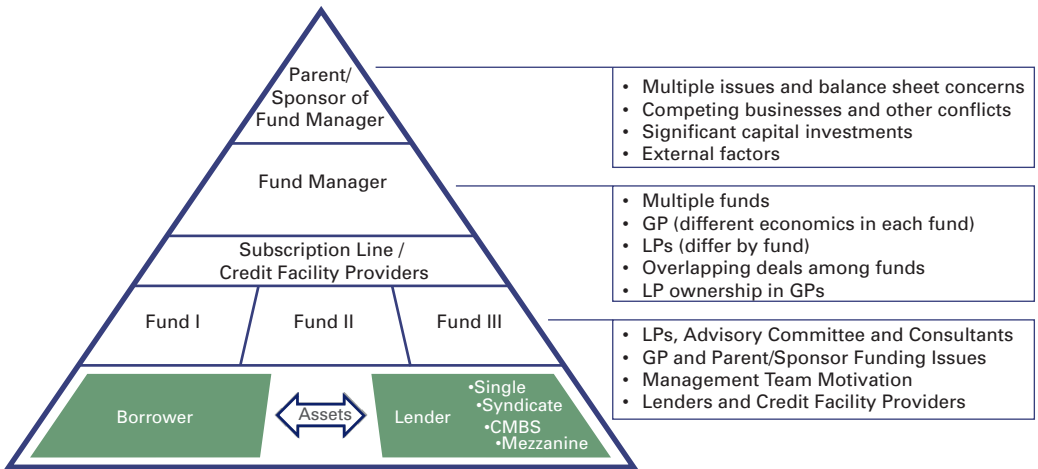 Parent/
Sponsor of
Fund Manager
• Multiple issues and balance sheet concerns
• Competing businesses and other conflicts
• Significant capital investments
• External factors
Fund Manager
• Multiple funds
• GP (different economics in each fund)
• LPs (differ by fund)
• Overlapping deals among funds
• LP ownership in GPs
Subscription Line /
Credit Facility Providers
Fund I
Fund II
Fund III
• LPs, Advisory Committee and Consultants
• GP and Parent/Sponsor Funding Issues
• Management Team Motivation
• Lenders and Credit Facility Providers
Borrower
Assets
Lender
•Single
•Syndicate
•CMBS
•Mezzanine